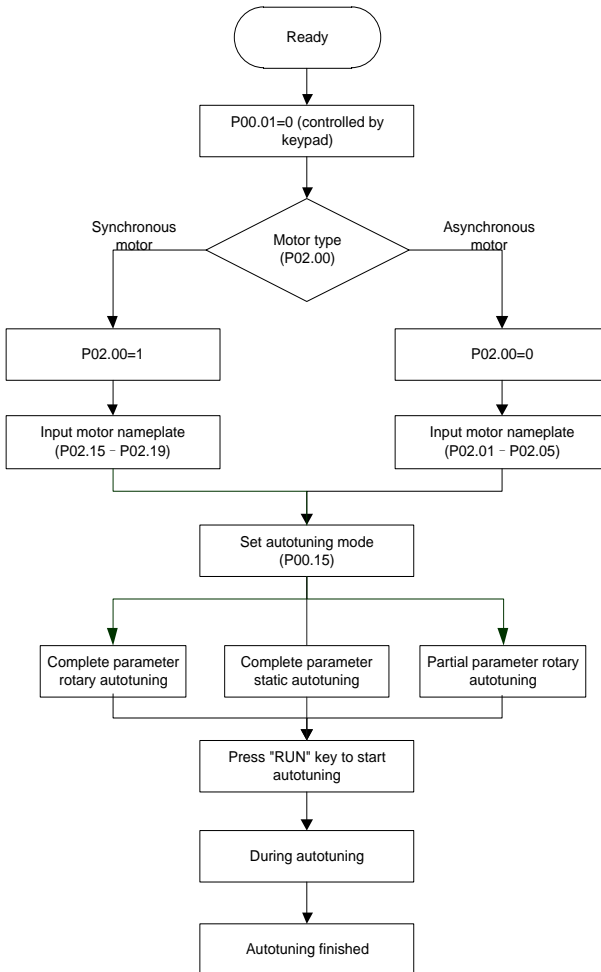 Ready
P00.01=0 (controlled by
keypad)
Synchronous
motor
Motor type
(P02.00)
Asynchronous
motor
P02.00=1
P02.00=0
Input motor nameplate
(P02.15–P02.19)
Input motor nameplate
(P02.01–P02.05)
Set autotuning mode
(P00.15)
Complete parameter
rotary autotuning
Complete parameter
static autotuning
Partial parameter rotary
autotuning
Press "RUN" key to start
autotuning
During autotuning
Autotuning finished